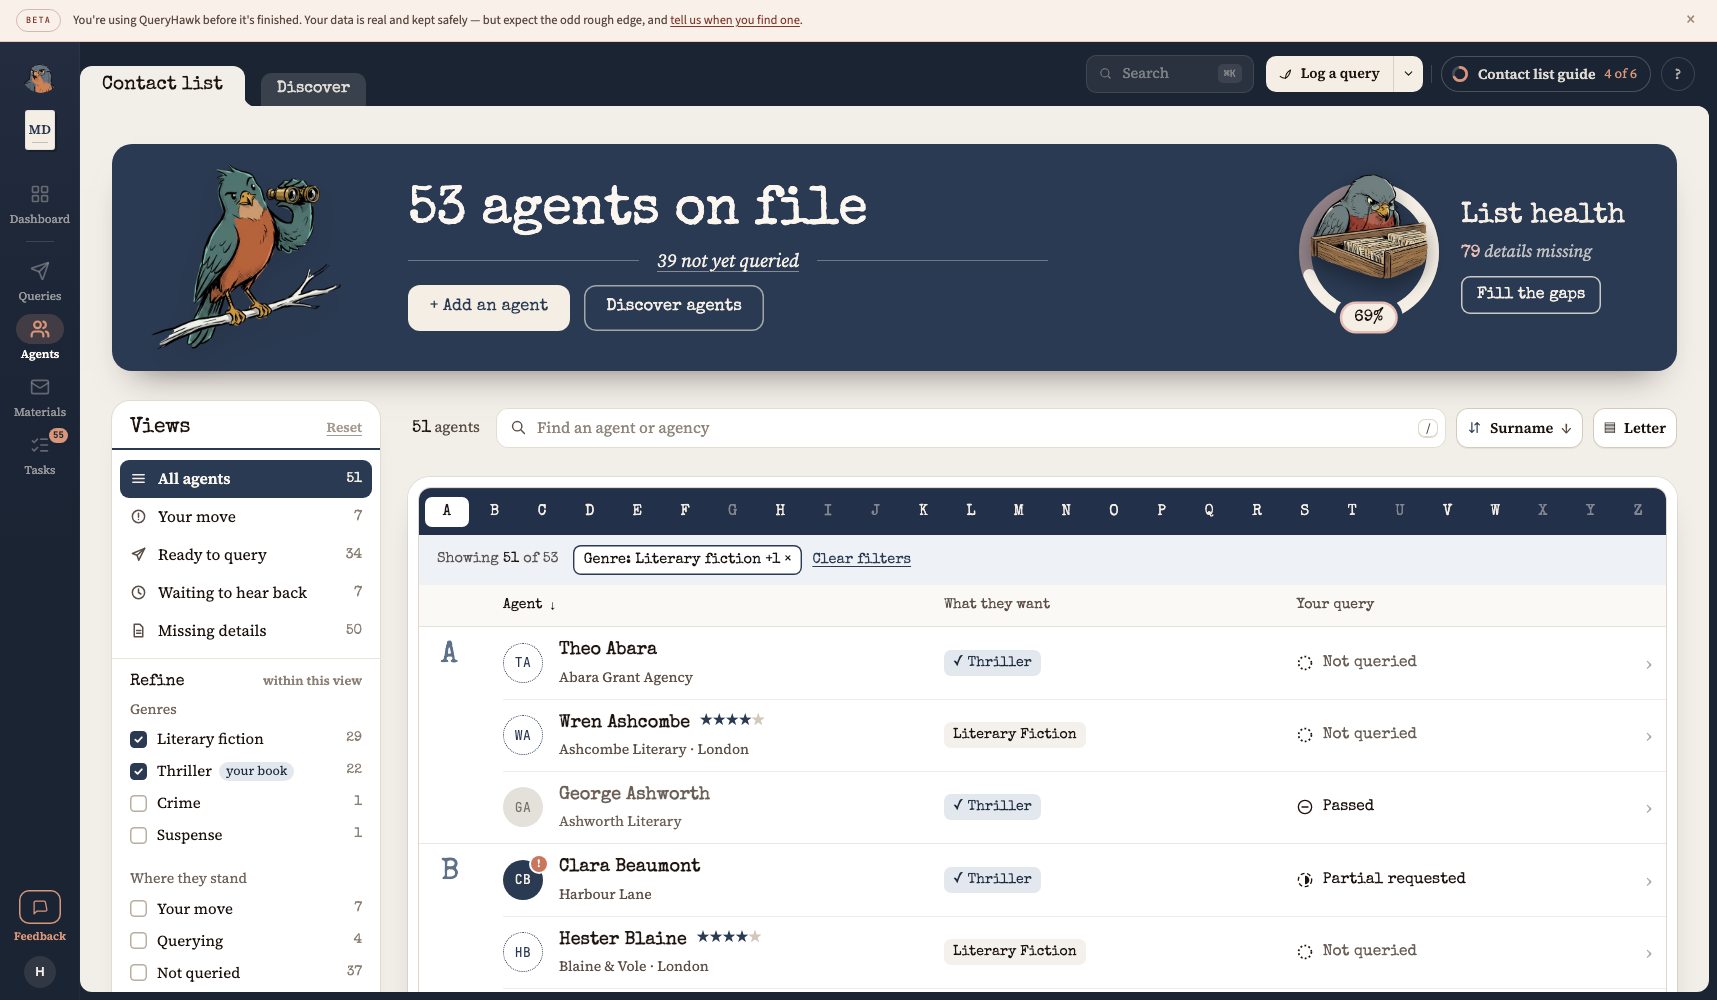 BETA You're using QueryHawk before it's finished. Your data is real and kept safely — but expect the odd rough edge, and tell us when you find one. ×
MD
Dashboard
Queries
Agents
Materials
55
Tasks
Feedback
H
Contact list
Discover
Search ⌘K
Log a query
Contact list guide 4 of 6
?
53 agents on file
39 not yet queried
+ Add an agent
Discover agents
69%
List health
79 details missing
Fill the gaps
Views Reset
All agents 51
Your move 7
Ready to query 34
Waiting to hear back 7
Missing details 50
Refine within this view
Genres
Literary fiction 29
Thriller your book 22
Crime 1
Suspense 1
Where they stand
Your move 7
Querying 4
Not queried 37
51 agents
Find an agent or agency /
Surname ↓
Letter
A B C D E F G H I J K L M N O P Q R S T U V W X Y Z
Showing 51 of 53 Genre: Literary fiction +1 × Clear filters
Agent ↓ What they want Your query
A
TA Theo Abara ✓ Thriller Not queried ›
Abara Grant Agency
WA Wren Ashcombe ★★★★★ Literary Fiction Not queried ›
Ashcombe Literary · London
GA George Ashworth ✓ Thriller Passed ›
Ashworth Literary
B
CB ! Clara Beaumont ✓ Thriller Partial requested ›
Harbour Lane
HB Hester Blaine ★★★★★ Literary Fiction Not queried ›
Blaine & Vole · London